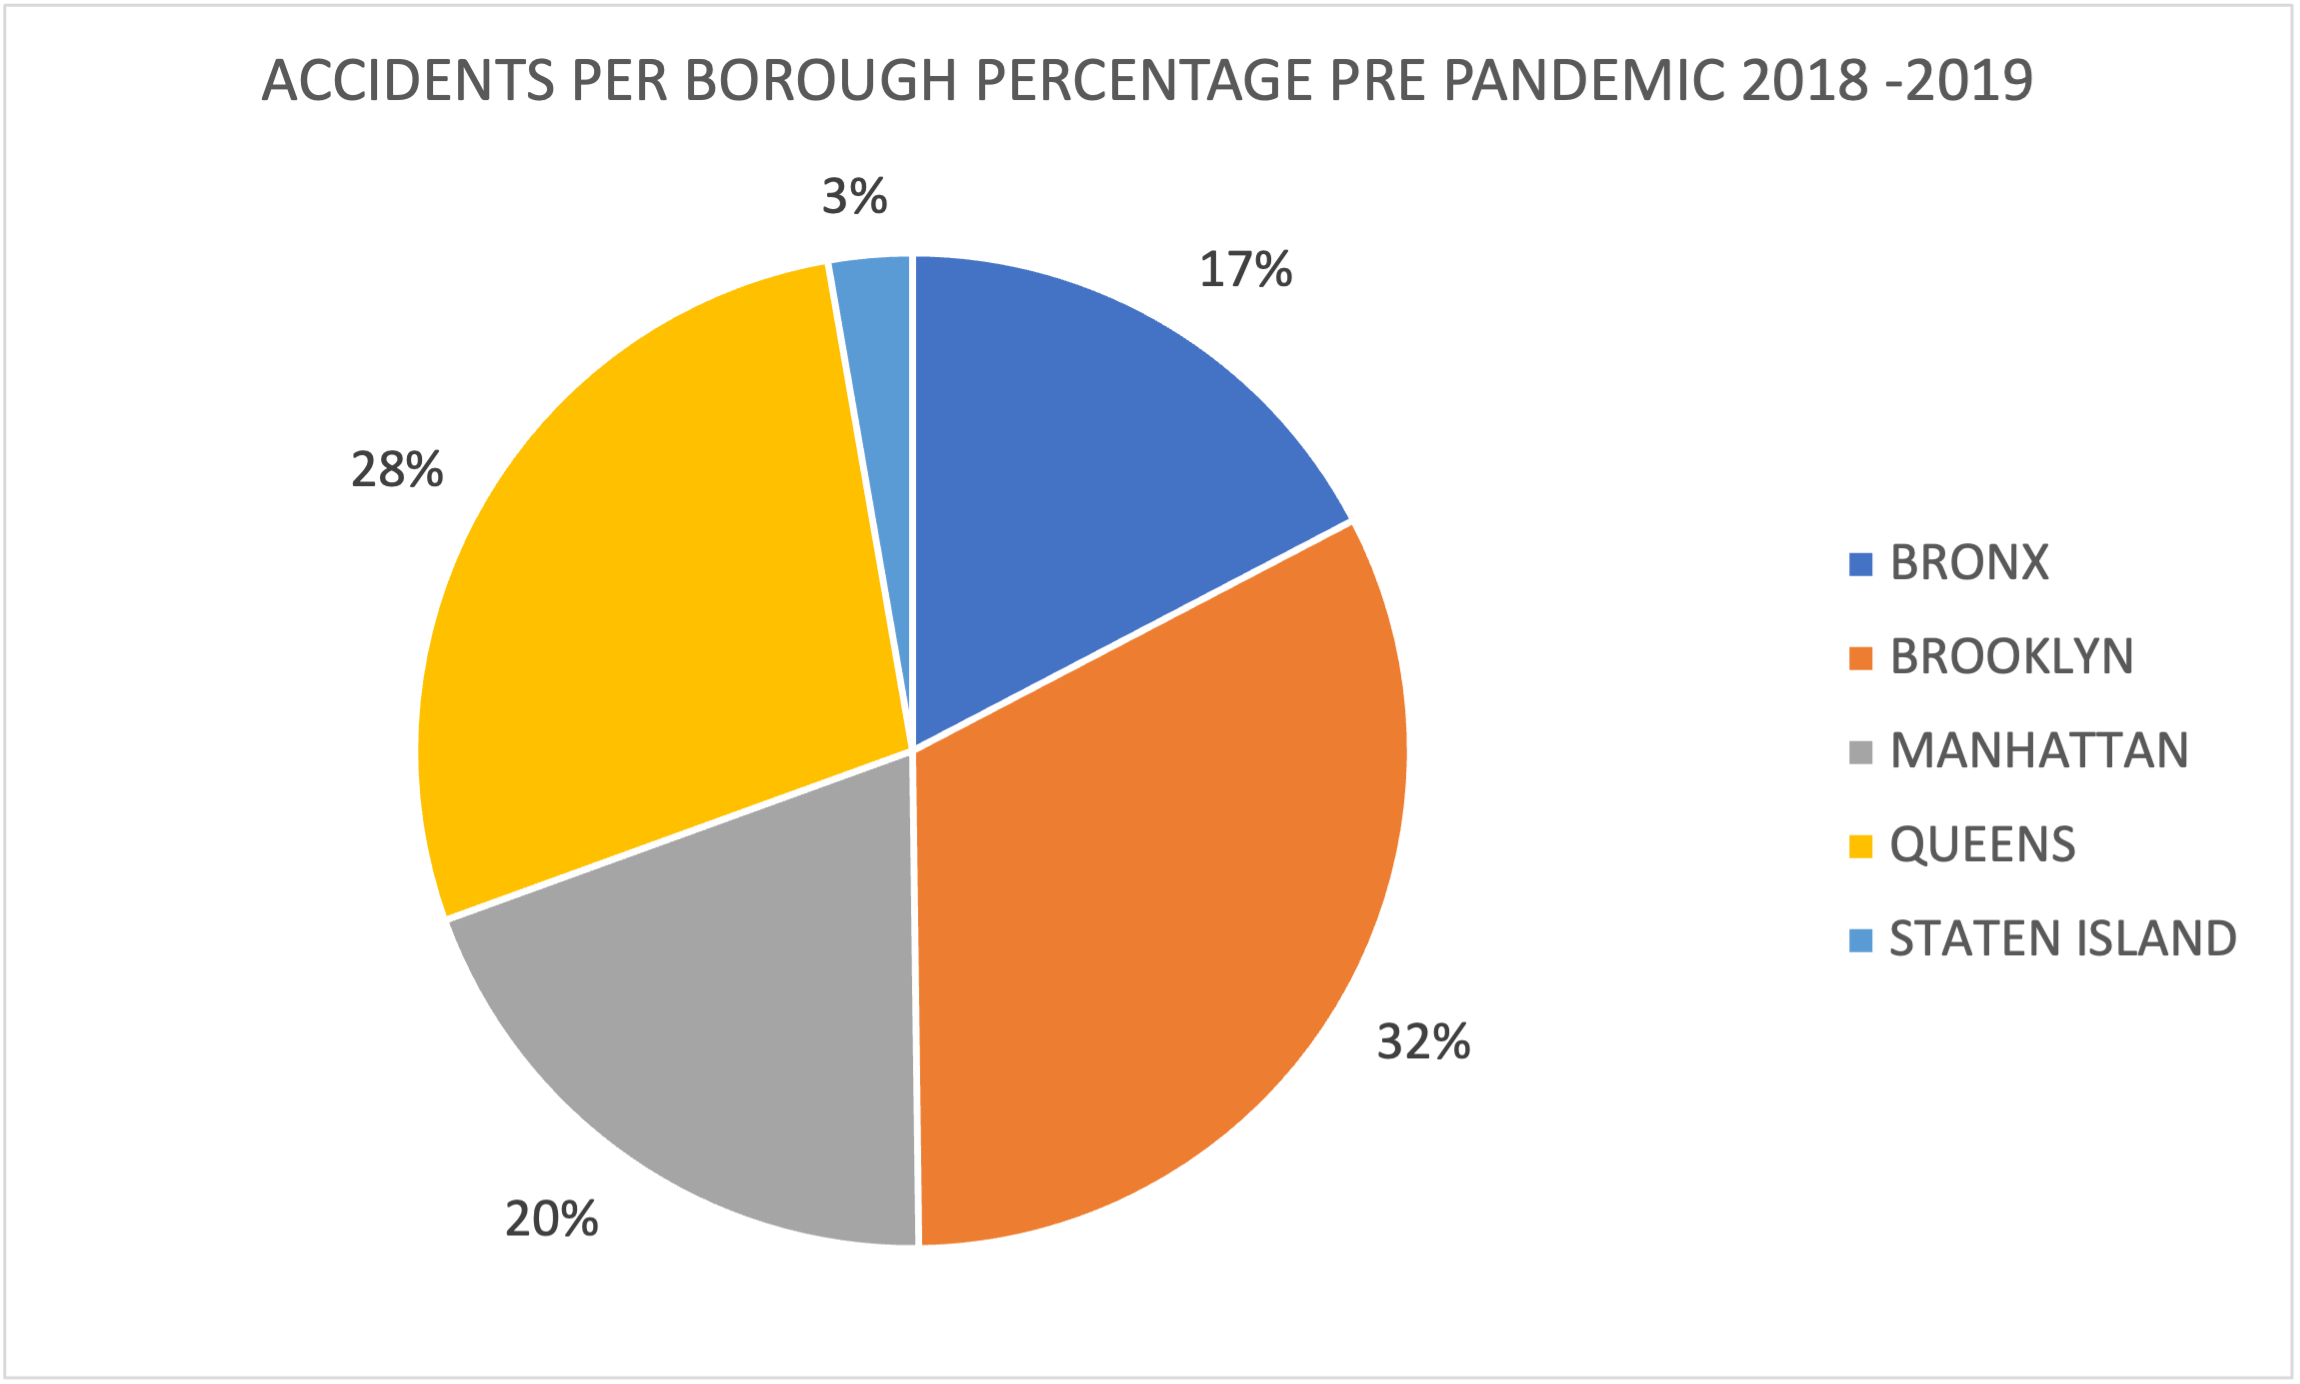 ACCIDENTS PER BOROUGH PERCENTAGE PRE PANDEMIC 2018 -2019
3%
17%
28%
32%
20%
BRONX
BROOKLYN
MANHATTAN
QUEENS
STATEN ISLAND